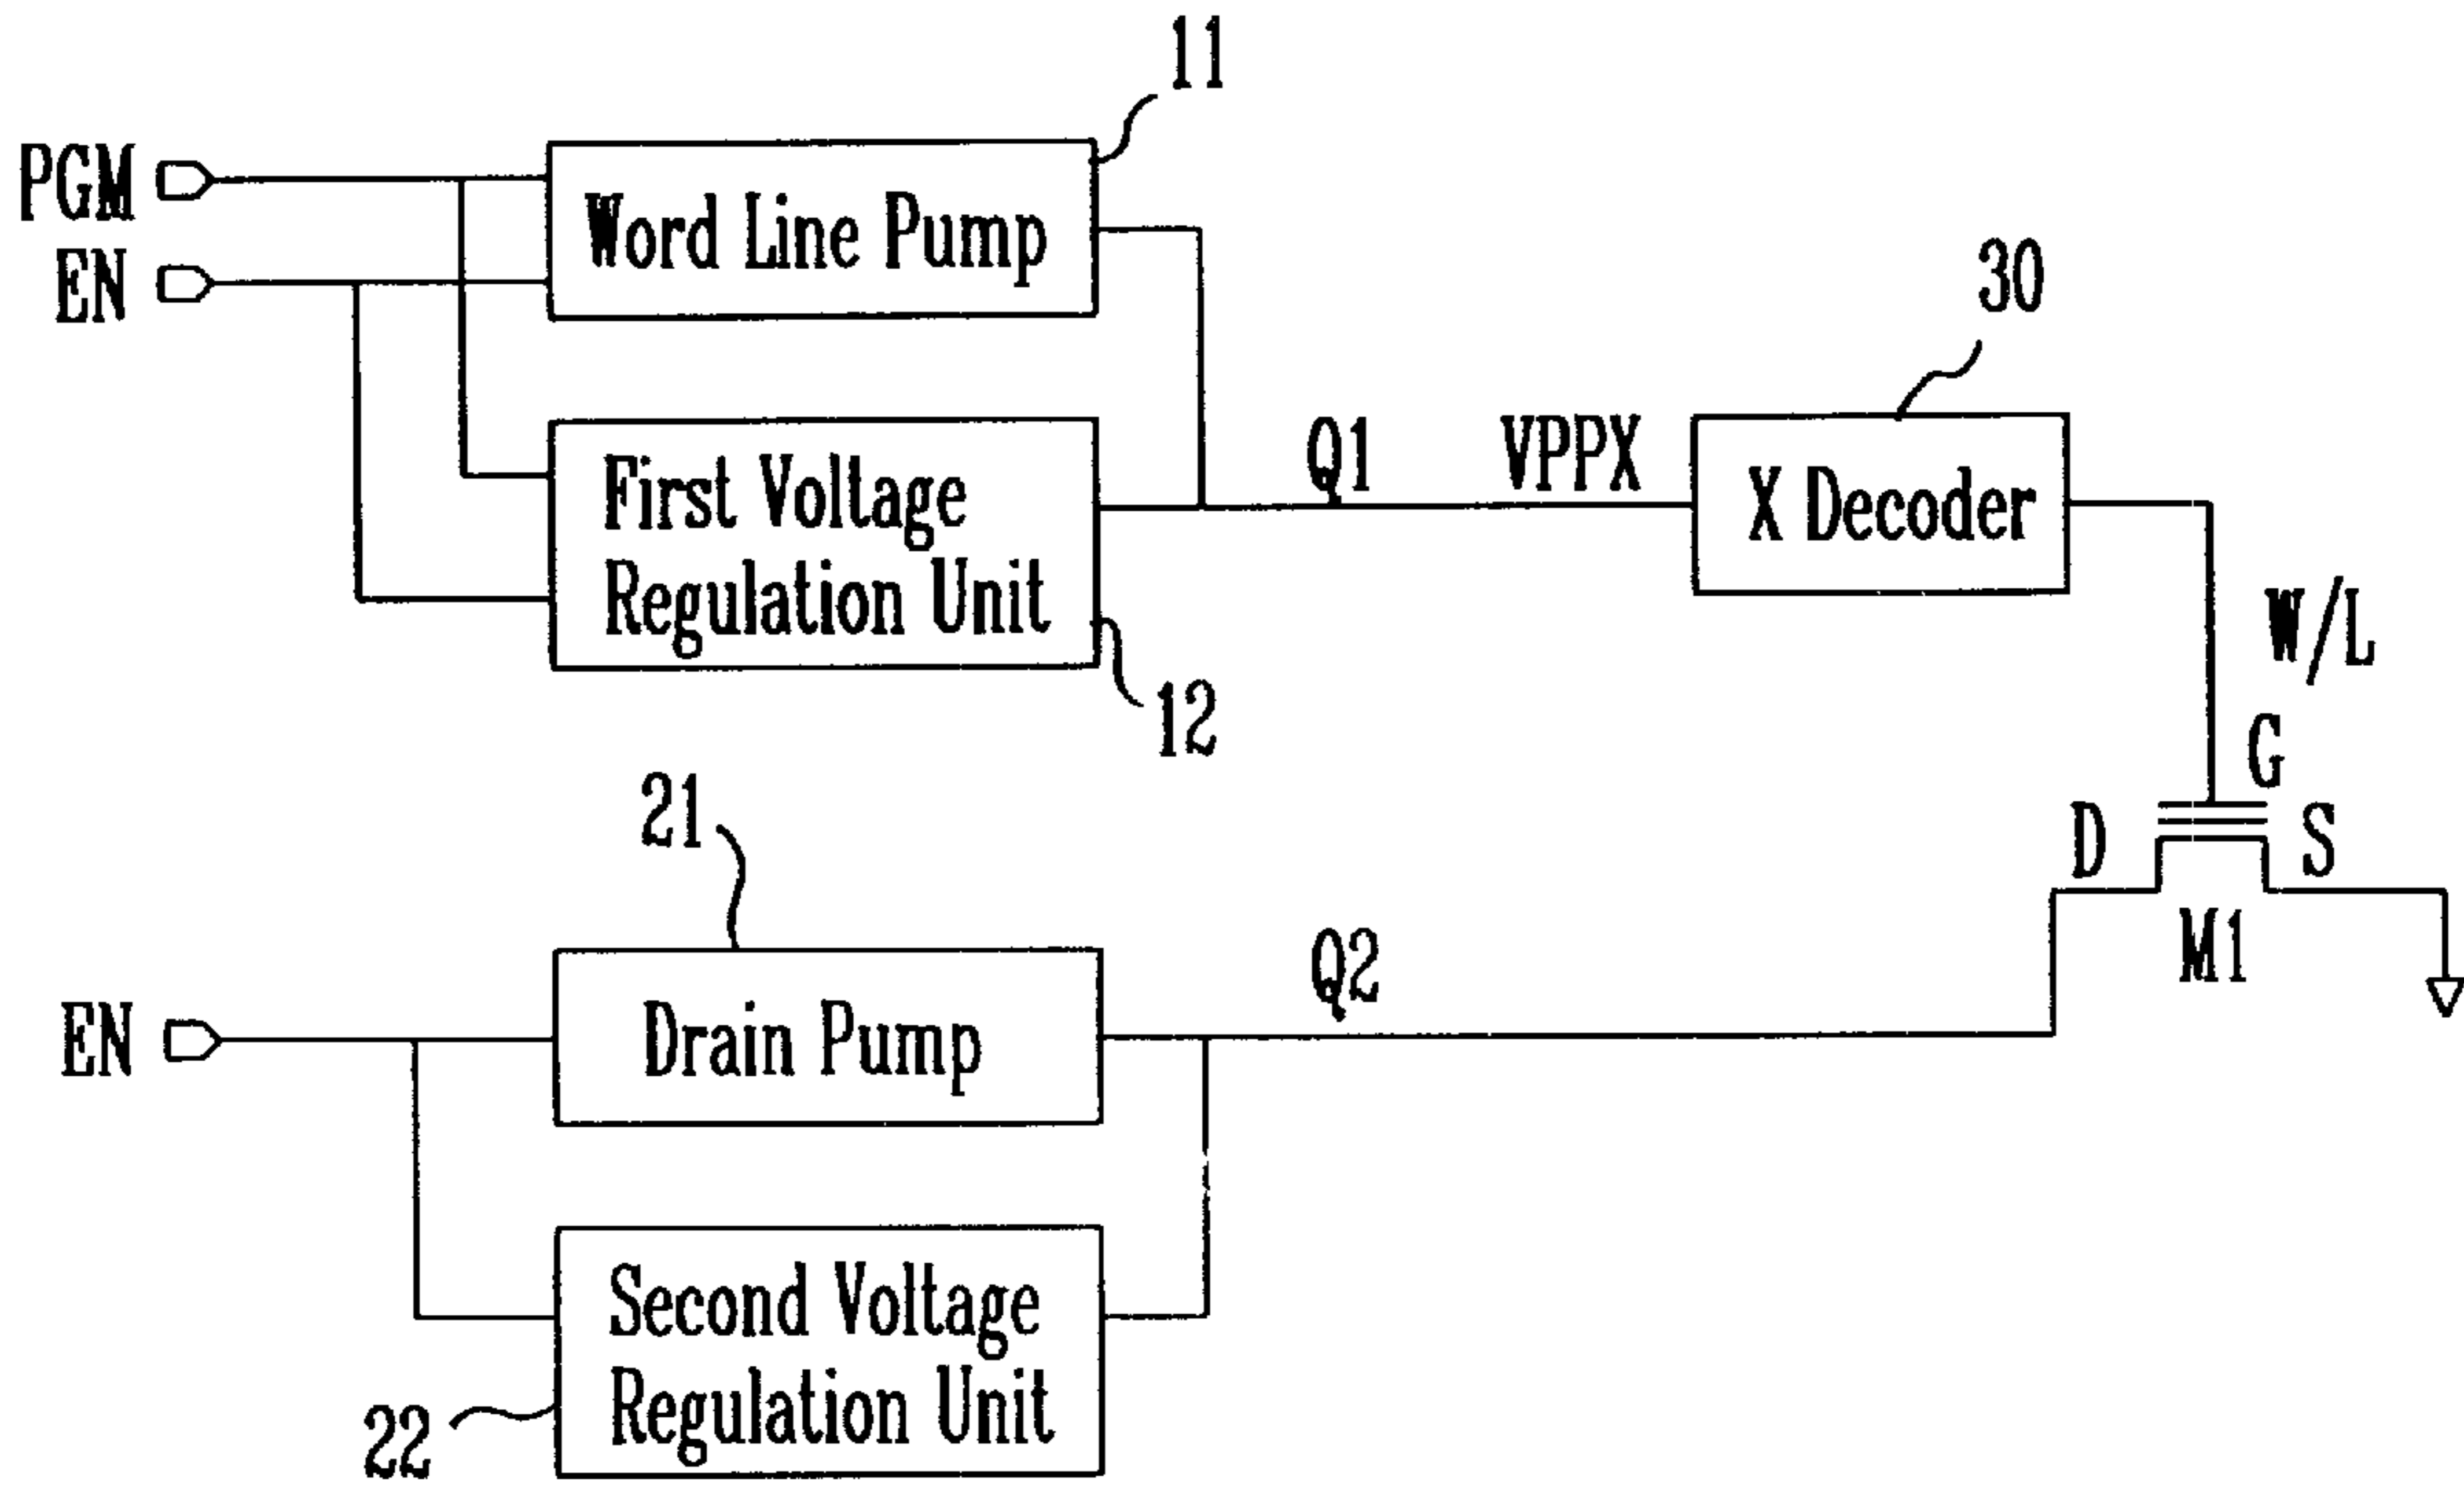 11
PGM
Word Line Pump
EN
30
First Voltage
Regulation Unit
Q1
VPPX
X Decoder
W/L
12
G
21
D
S
M1
Q2
EN
Drain Pump
Second Voltage
Regulation Unit
22